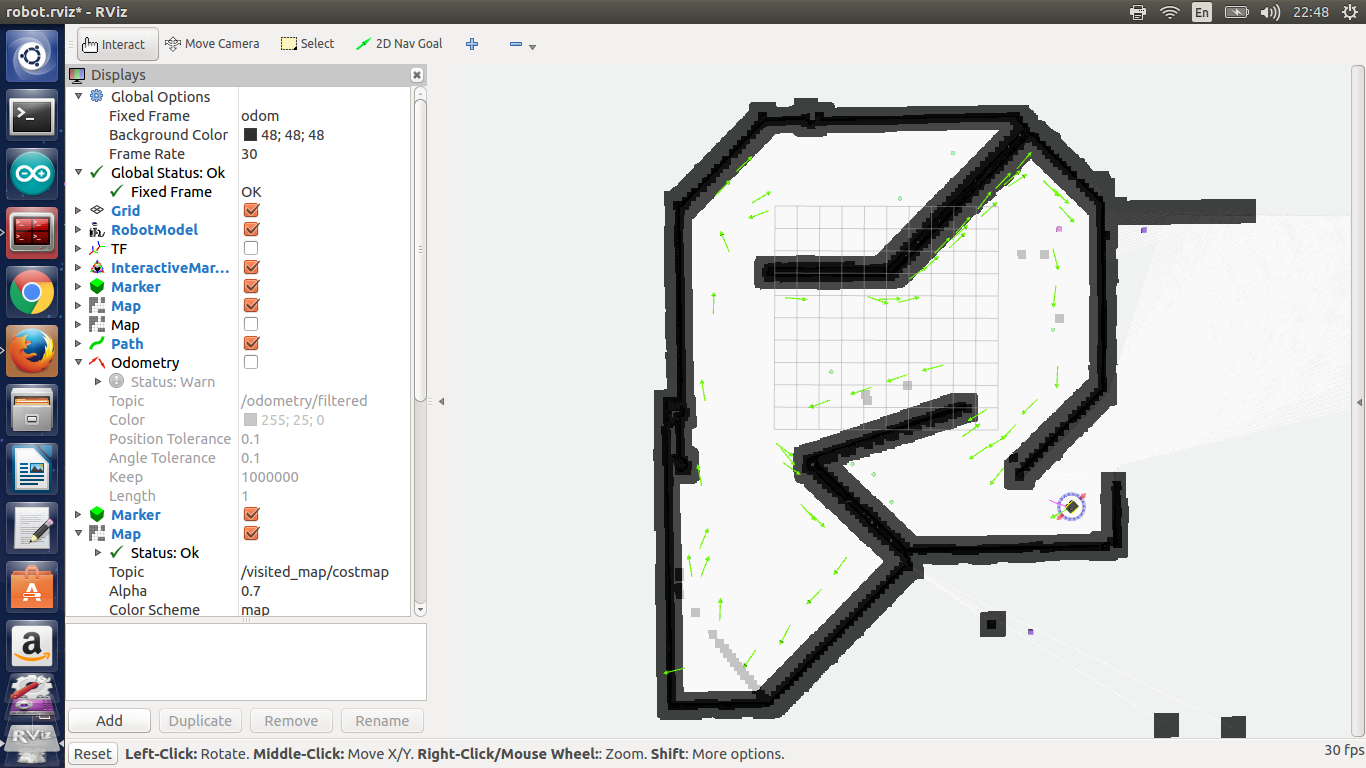 robot.rviz* - RViz
En
22:48
Interact Move Camera Select 2D Nav Goal
Displays
Global Options
Fixed Frame odom
Background Color 48; 48; 48
Frame Rate 30
Global Status: Ok
Fixed Frame OK
Grid
RobotModel
TF
InteractiveMar...
Marker
Map
Map
Path
Odometry
Status: Warn
Topic /odometry/filtered
Color 255; 25; 0
Position Tolerance 0.1
Angle Tolerance 0.1
Keep 1000000
Length 1
Marker
Map
Status: Ok
Topic /visited_map/costmap
Alpha 0.7
Color Scheme map
Add Duplicate Remove Rename
Reset Left-Click: Rotate. Middle-Click: Move X/Y. Right-Click/Mouse Wheel:: Zoom. Shift: More options.
30 fps
RViz